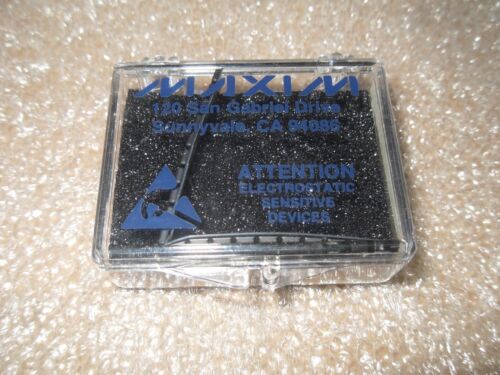 MAXIM
120 San Gabriel Drive
Sunnyvale, CA 94086
ATTENTION
ELECTROSTATIC
SENSITIVE
DEVICES